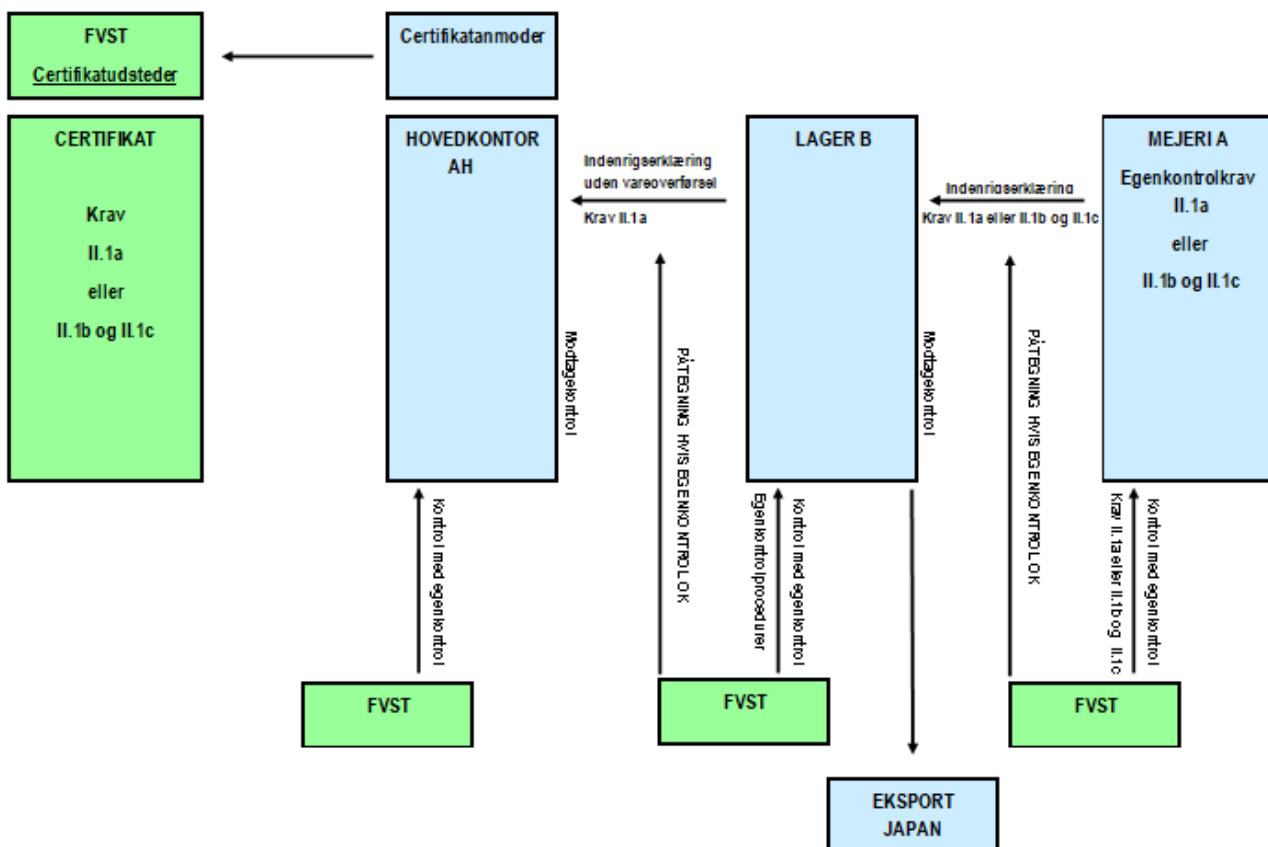 FVST
Certifikatudsteder
Certifikatanmoder
CERTIFIKAT
Krav
II.1a
eller
II.1b og II.1c
HOVEDKONTOR
AH
Indenrigserklæring
uden vareoverførsel
Krav II.1a
LAGER B
Indenrigserklæring
Krav II.1a eller II.1b og II.1c
MEJERI A
Egenkontrolkrav
II.1a
eller
II.1b og II.1c
Modtagekontrol
Modtagekontrol
PÅTEGNING HVIS EGENKONTROL OK
PÅTEGNING HVIS EGENKONTROL OK
Kontrol med egenkontrol
Kontrol med egenkontrol
Egenkontrolprocedurer
Kontrol med egenkontrol
Krav II.1a eller II.1b og II.1c
FVST
FVST
FVST
EKSPORT
JAPAN